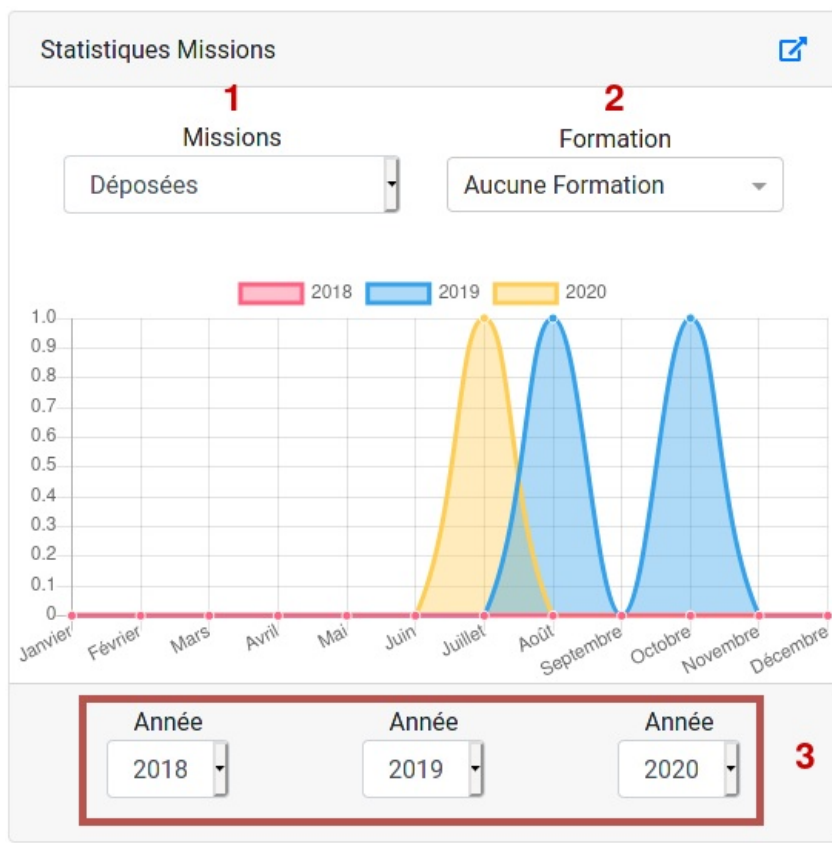 Statistiques Missions
1 2
Missions Formation
Déposées Aucune Formation
2018 2019 2020
1.0
0.9
0.8
0.7
0.6
0.5
0.4
0.3
0.2
0.1
0
Janvier Février Mars Avril Mai Juin Juillet Août Septembre Octobre Novembre Décembre
Année Année Année
2018 2019 2020 3